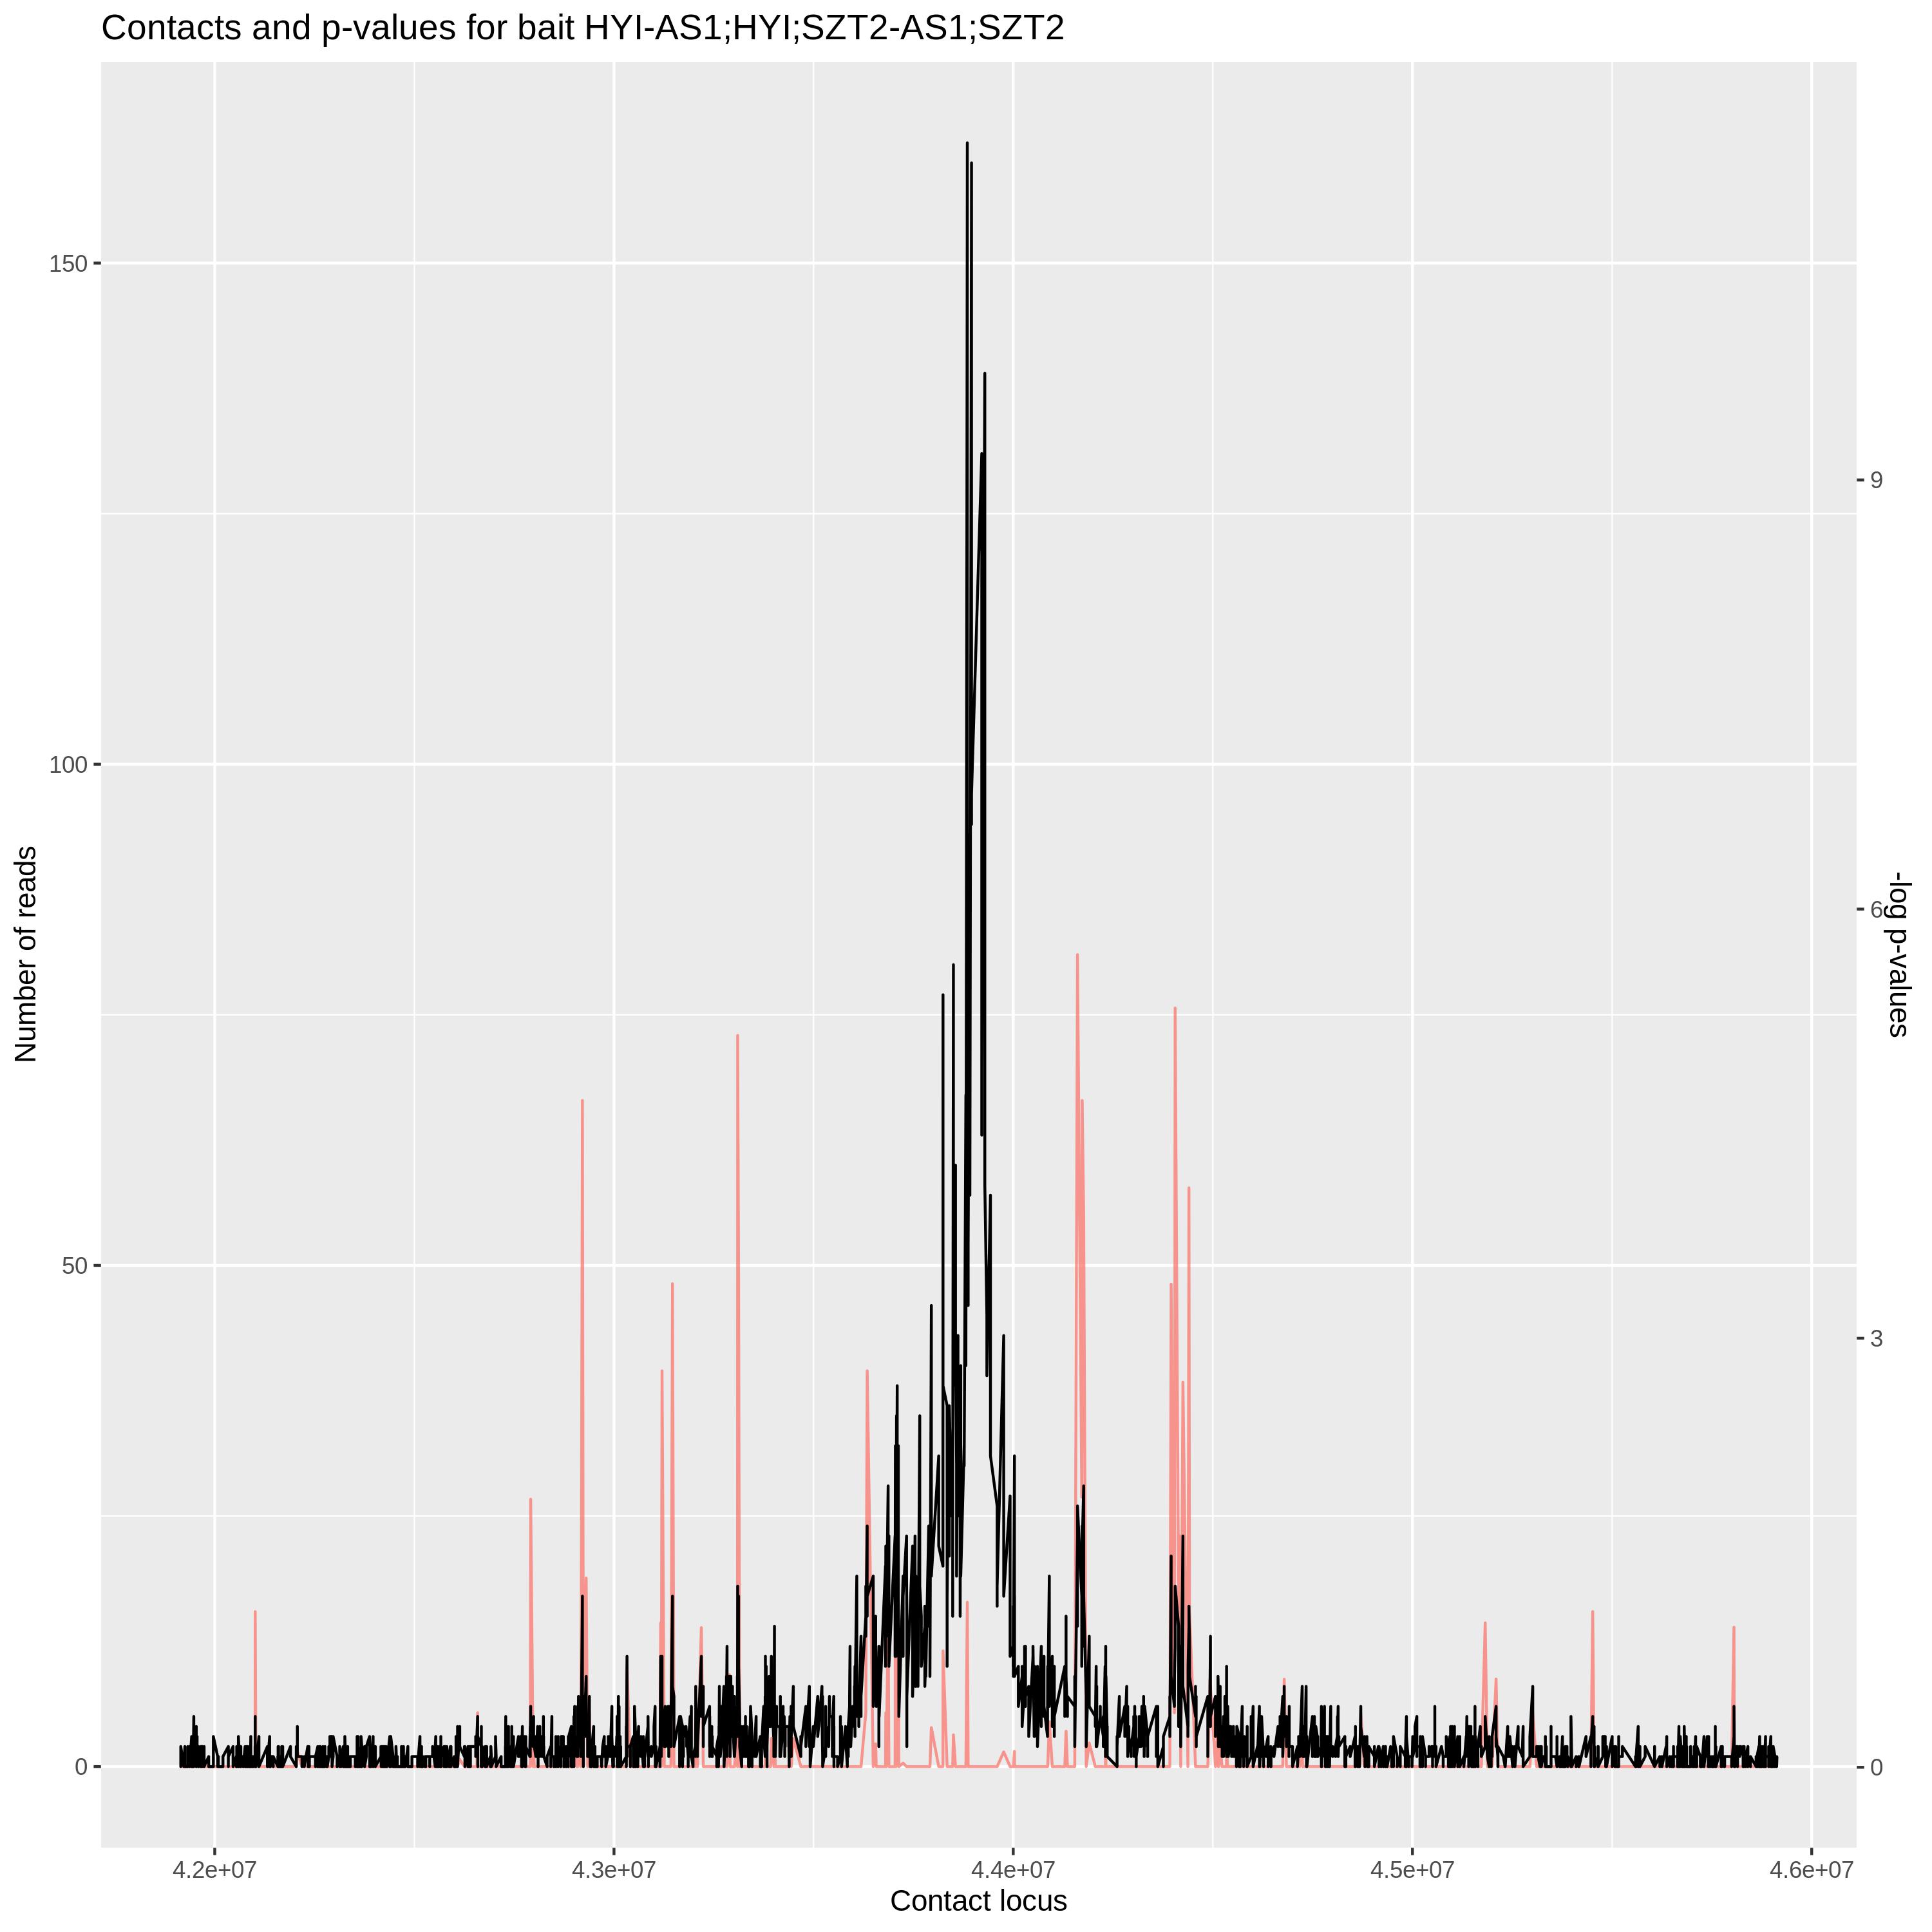 Contacts and p-values for bait HYI-AS1;HYI;SZT2-AS1;SZT2
150
100
50
0
Number of reads
9
6
3
0
-log p-values
4.2e+07
4.3e+07
4.4e+07
4.5e+07
4.6e+07
Contact locus